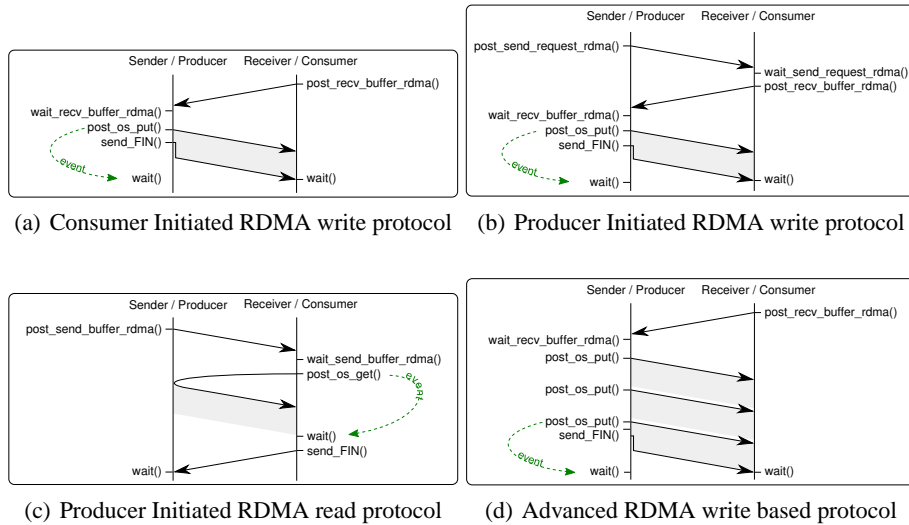 Sender / Producer Receiver / Consumer
post_recv_buffer_rdma()
wait_recv_buffer_rdma()
post_os_put()
send_FIN()
event
wait() wait()
(a) Consumer Initiated RDMA write protocol
Sender / Producer Receiver / Consumer
post_send_request_rdma()
wait_send_request_rdma()
post_recv_buffer_rdma()
wait_recv_buffer_rdma()
post_os_put()
send_FIN()
event
wait() wait()
(b) Producer Initiated RDMA write protocol
Sender / Producer Receiver / Consumer
post_send_buffer_rdma()
wait_send_buffer_rdma()
post_os_get()
event
wait()
send_FIN()
wait()
(c) Producer Initiated RDMA read protocol
Sender / Producer Receiver / Consumer
post_recv_buffer_rdma()
wait_recv_buffer_rdma()
post_os_put()
post_os_put()
post_os_put()
send_FIN()
event
wait() wait()
(d) Advanced RDMA write based protocol